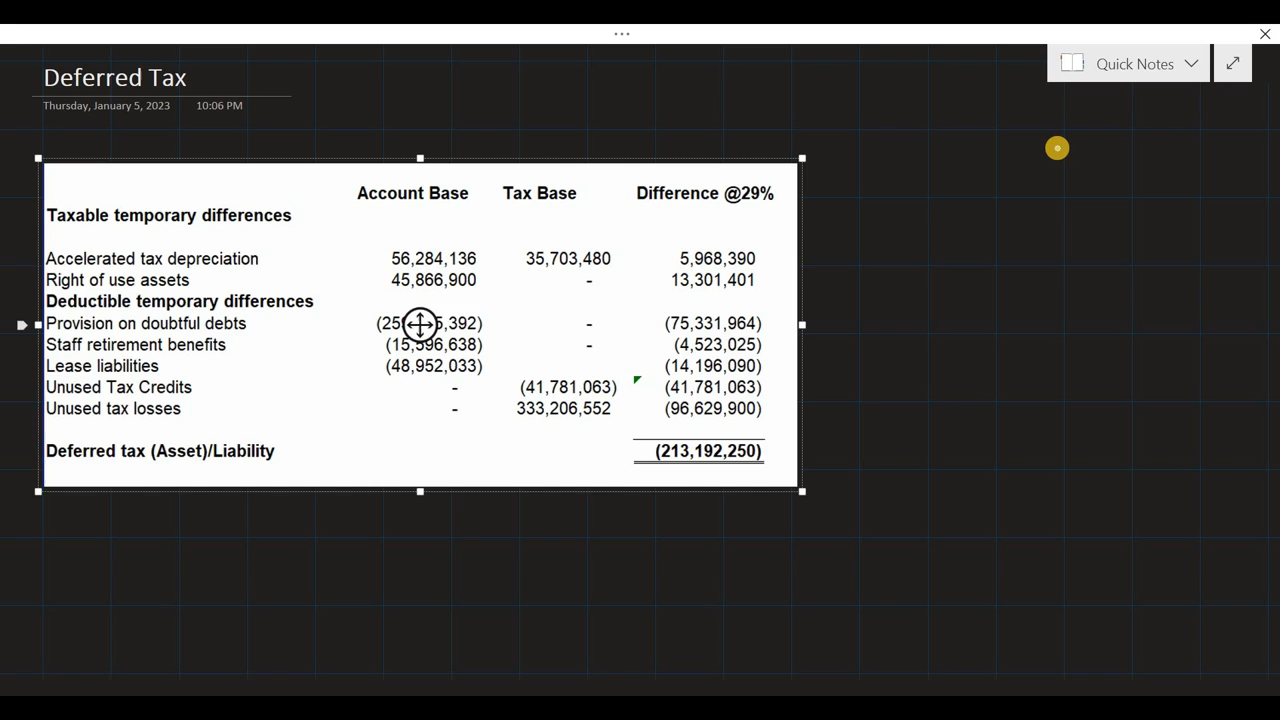 Deferred Tax
Thursday, January 5, 2023 10:06 PM
Quick Notes
Account Base Tax Base Difference @29%
Taxable temporary differences
Accelerated tax depreciation 56,284,136 35,703,480 5,968,390
Right of use assets 45,866,900 - 13,301,401
Deductible temporary differences
Provision on doubtful debts - (75,331,964)
Staff retirement benefits - (4,523,025)
Lease liabilities (48,952,033) (14,196,090)
Unused Tax Credits - (41,781,063) (41,781,063)
Unused tax losses - 333,206,552 (96,629,900)
Deferred tax (Asset)/Liability (213,192,250)